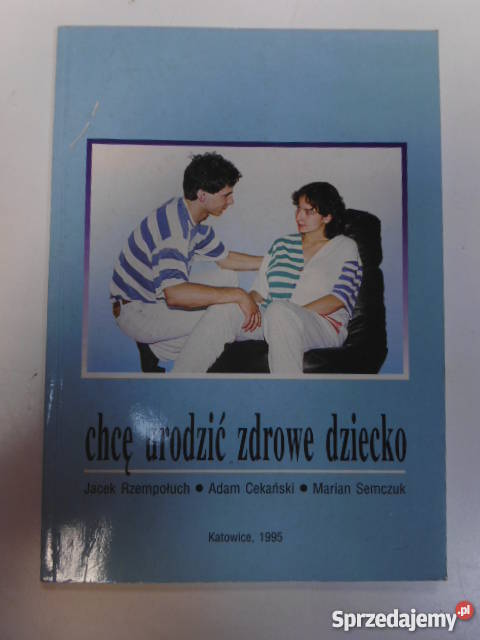 chcę urodzić zdrowe dziecko
Jacek Rzempołuch ● Adam Cekański ● Marian Semczuk
Katowice, 1995
Sprzedajemy.pl